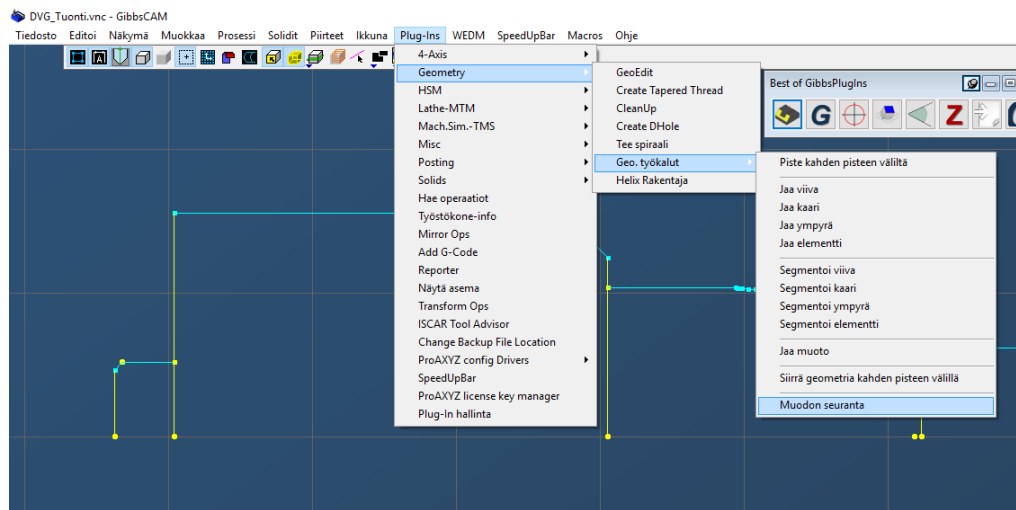 DVG_Tuonti.vnc - GibbsCAM
Tiedosto Editoi Näkymä Muokkaa Prosessi Solidit Piirteet Ikkuna Plug-Ins WEDM SpeedUpBar Macros Ohje
4-Axis
Geometry
HSM
Lathe-MTM
Mach.Sim.-TMS
Misc
Posting
Solids
Hae operaatiot
Työstökone-info
Mirror Ops
Add G-Code
Reporter
Näytä asema
Transform Ops
ISCAR Tool Advisor
Change Backup File Location
ProAXYZ config Drivers
SpeedUpBar
ProAXYZ license key manager
Plug-In hallinta
GeoEdit
Create Tapered Thread
CleanUp
Create DHole
Tee spiraali
Geo. työkalut
Helix Rakentaja
Best of GibbsPlugIns
G Z
Piste kahden pisteen väliltä
Jaa viiva
Jaa kaari
Jaa ympyrä
Jaa elementti
Segmentoi viiva
Segmentoi kaari
Segmentoi ympyrä
Segmentoi elementti
Jaa muoto
Siirrä geometria kahden pisteen välillä
Muodon seuranta